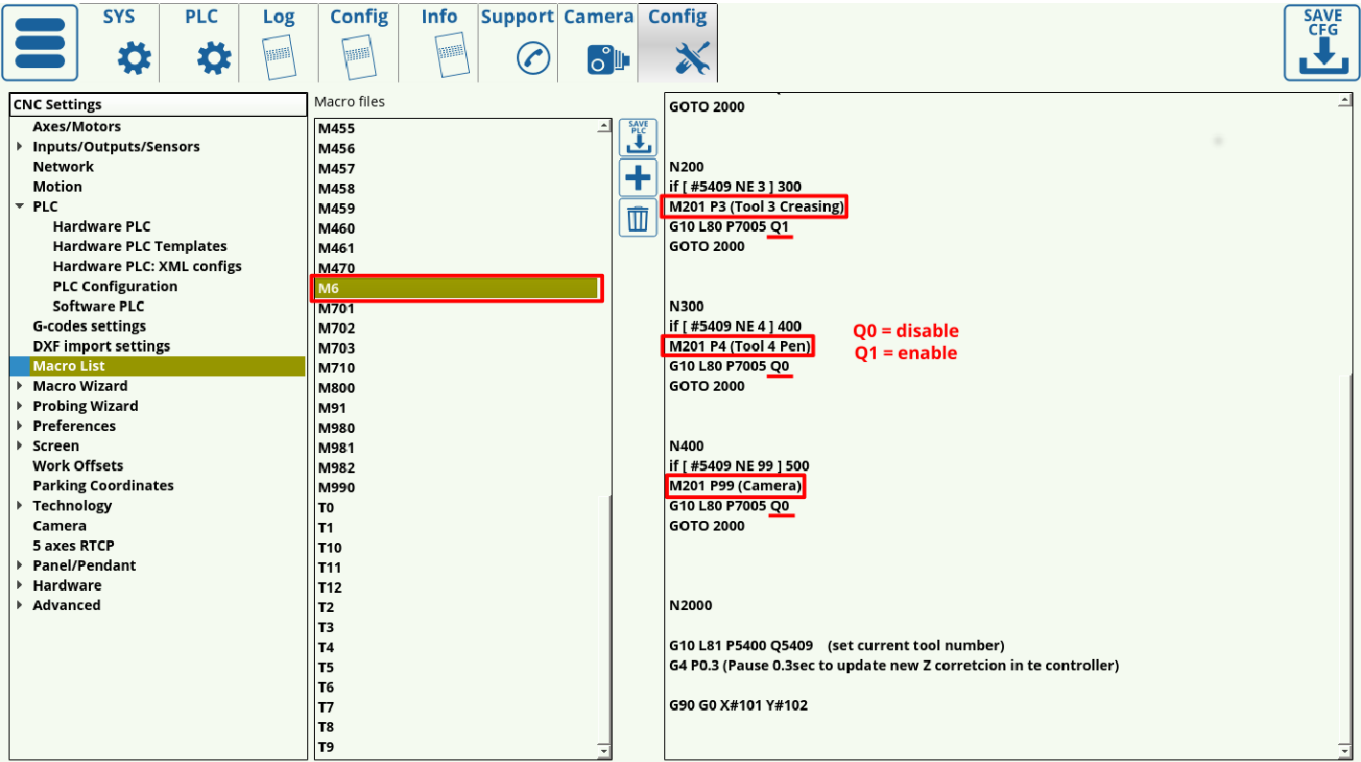 SYS PLC Log Config Info Support Camera Config SAVE CFG
CNC Settings
Axes/Motors
Inputs/Outputs/Sensors
Network
Motion
PLC
Hardware PLC
Hardware PLC Templates
Hardware PLC: XML configs
PLC Configuration
Software PLC
G-codes settings
DXF import settings
Macro List
Macro Wizard
Probing Wizard
Preferences
Screen
Work Offsets
Parking Coordinates
Technology
Camera
5 axes RTCP
Panel/Pendant
Hardware
Advanced
Macro files
M455
M456
M457
M458
M459
M460
M461
M470
M6
M701
M702
M703
M710
M800
M91
M980
M981
M982
M990
T0
T1
T10
T11
T12
T2
T3
T4
T5
T6
T7
T8
T9
SAVE
PLC
GOTO 2000
N200
if [ #5409 NE 3 ] 300
M201 P3 (Tool 3 Creasing)
G10 L80 P7005 Q1
GOTO 2000
N300
if [ #5409 NE 4 ] 400
M201 P4 (Tool 4 Pen)
G10 L80 P7005 Q0
GOTO 2000
Q0 = disable
Q1 = enable
N400
if [ #5409 NE 99 ] 500
M201 P99 (Camera)
G10 L80 P7005 Q0
GOTO 2000
N2000
G10 L81 P5400 Q5409 (set current tool number)
G4 P0.3 (Pause 0.3sec to update new Z corretcion in te controller)
G90 G0 X#101 Y#102